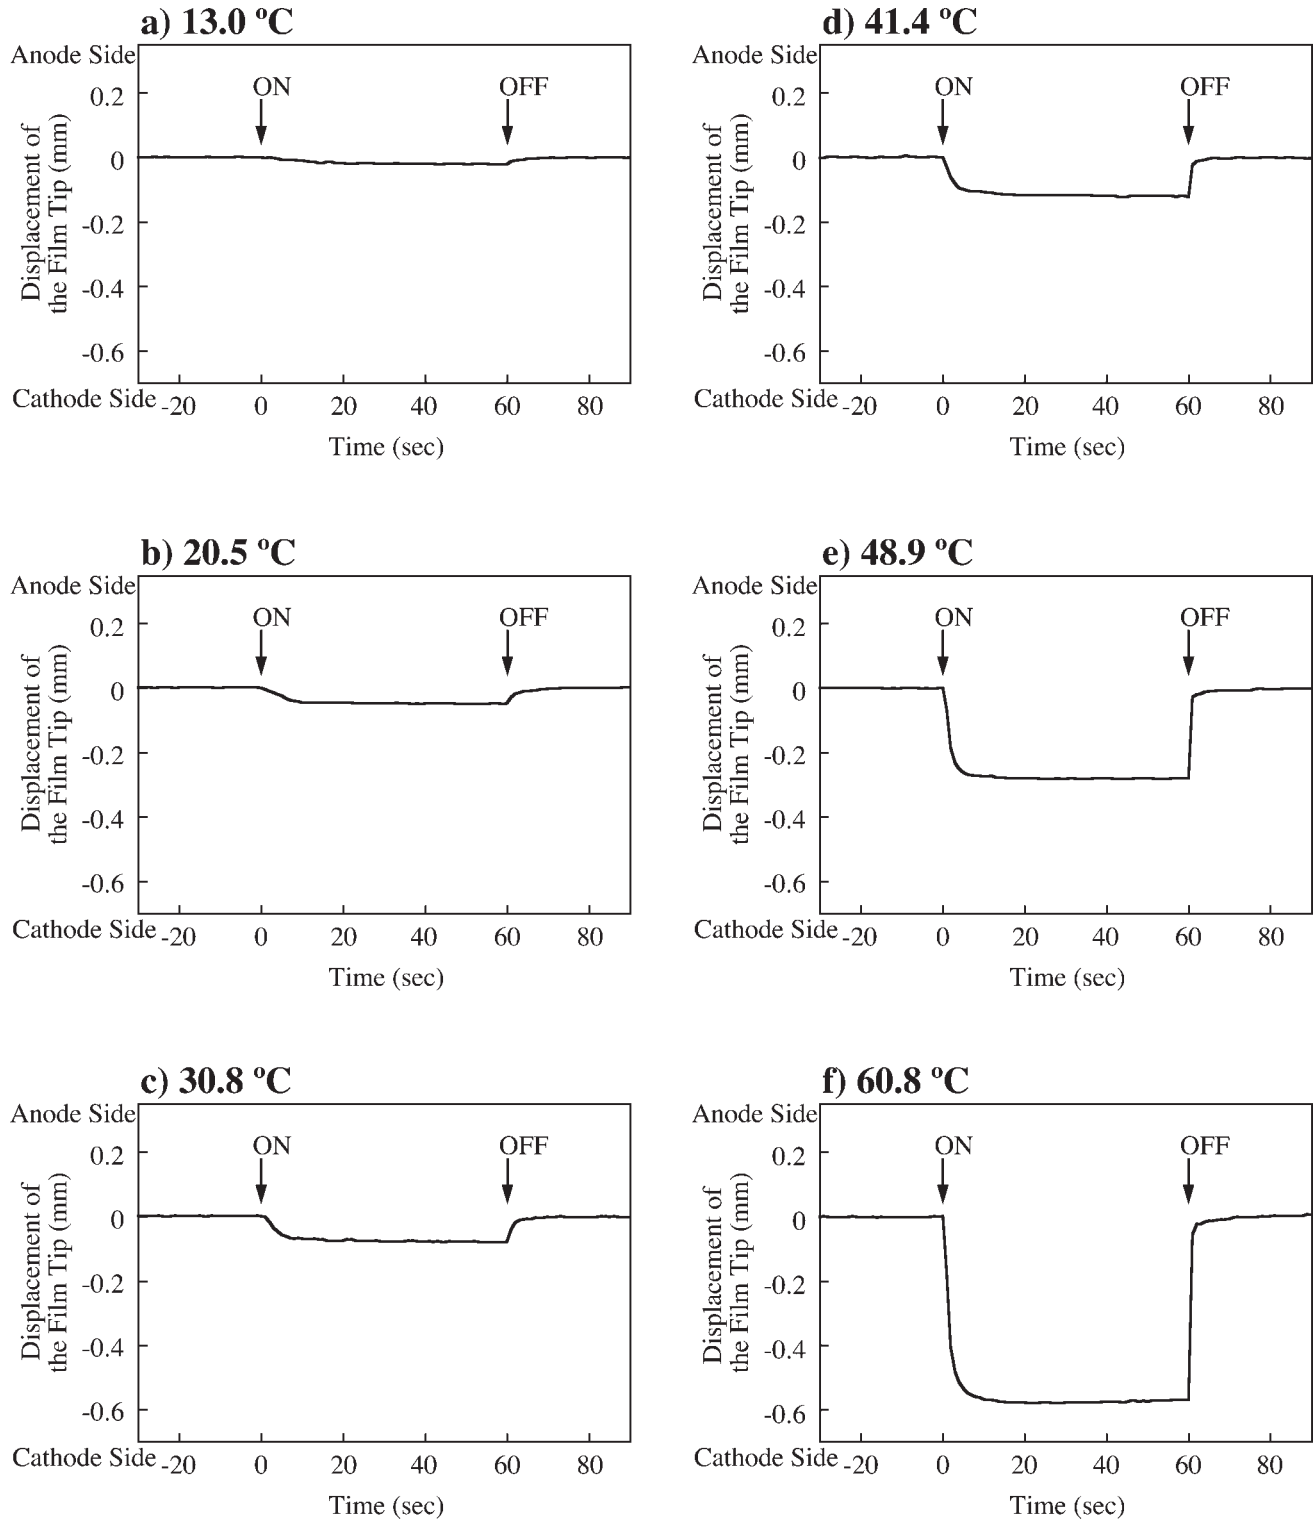 a) 13.0 ºC
Anode Side
ON
OFF
0.2
0
-0.2
-0.4
-0.6
Displacement of
the Film Tip (mm)
Cathode Side
-20 0 20 40 60 80
Time (sec)
d) 41.4 ºC
Anode Side
ON
OFF
0.2
0
-0.2
-0.4
-0.6
Displacement of
the Film Tip (mm)
Cathode Side
-20 0 20 40 60 80
Time (sec)
b) 20.5 ºC
Anode Side
ON
OFF
0.2
0
-0.2
-0.4
-0.6
Displacement of
the Film Tip (mm)
Cathode Side
-20 0 20 40 60 80
Time (sec)
e) 48.9 ºC
Anode Side
ON
OFF
0.2
0
-0.2
-0.4
-0.6
Displacement of
the Film Tip (mm)
Cathode Side
-20 0 20 40 60 80
Time (sec)
c) 30.8 ºC
Anode Side
ON
OFF
0.2
0
-0.2
-0.4
-0.6
Displacement of
the Film Tip (mm)
Cathode Side
-20 0 20 40 60 80
Time (sec)
f) 60.8 ºC
Anode Side
ON
OFF
0.2
0
-0.2
-0.4
-0.6
Displacement of
the Film Tip (mm)
Cathode Side
-20 0 20 40 60 80
Time (sec)